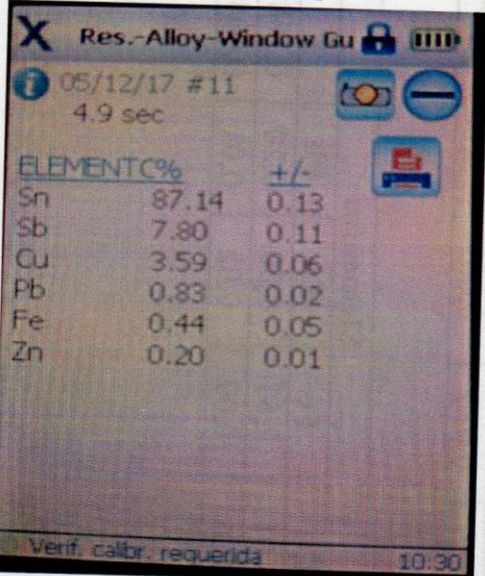 X Res.-Alloy-Window Gu
i 05/12/17 #11
4.9 sec
ELEMENTC% +/-
Sn 87.14 0.13
Sb 7.80 0.11
Cu 3.59 0.06
Pb 0.83 0.02
Fe 0.44 0.05
Zn 0.20 0.01
Verif. calibr. requerida 10:30